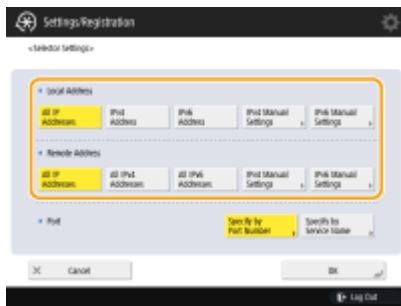 Settings/Registration
<Selector Settings>
Local Address
All IP Addresses
IPv4 Address
IPv6 Address
IPv4 Manual Settings
IPv6 Manual Settings
Remote Address
All IP Addresses
All IPv4 Addresses
All IPv6 Addresses
IPv4 Manual Settings
IPv6 Manual Settings
Port
Specify by Port Number
Specify by Service Name
Cancel
OK
Log Out